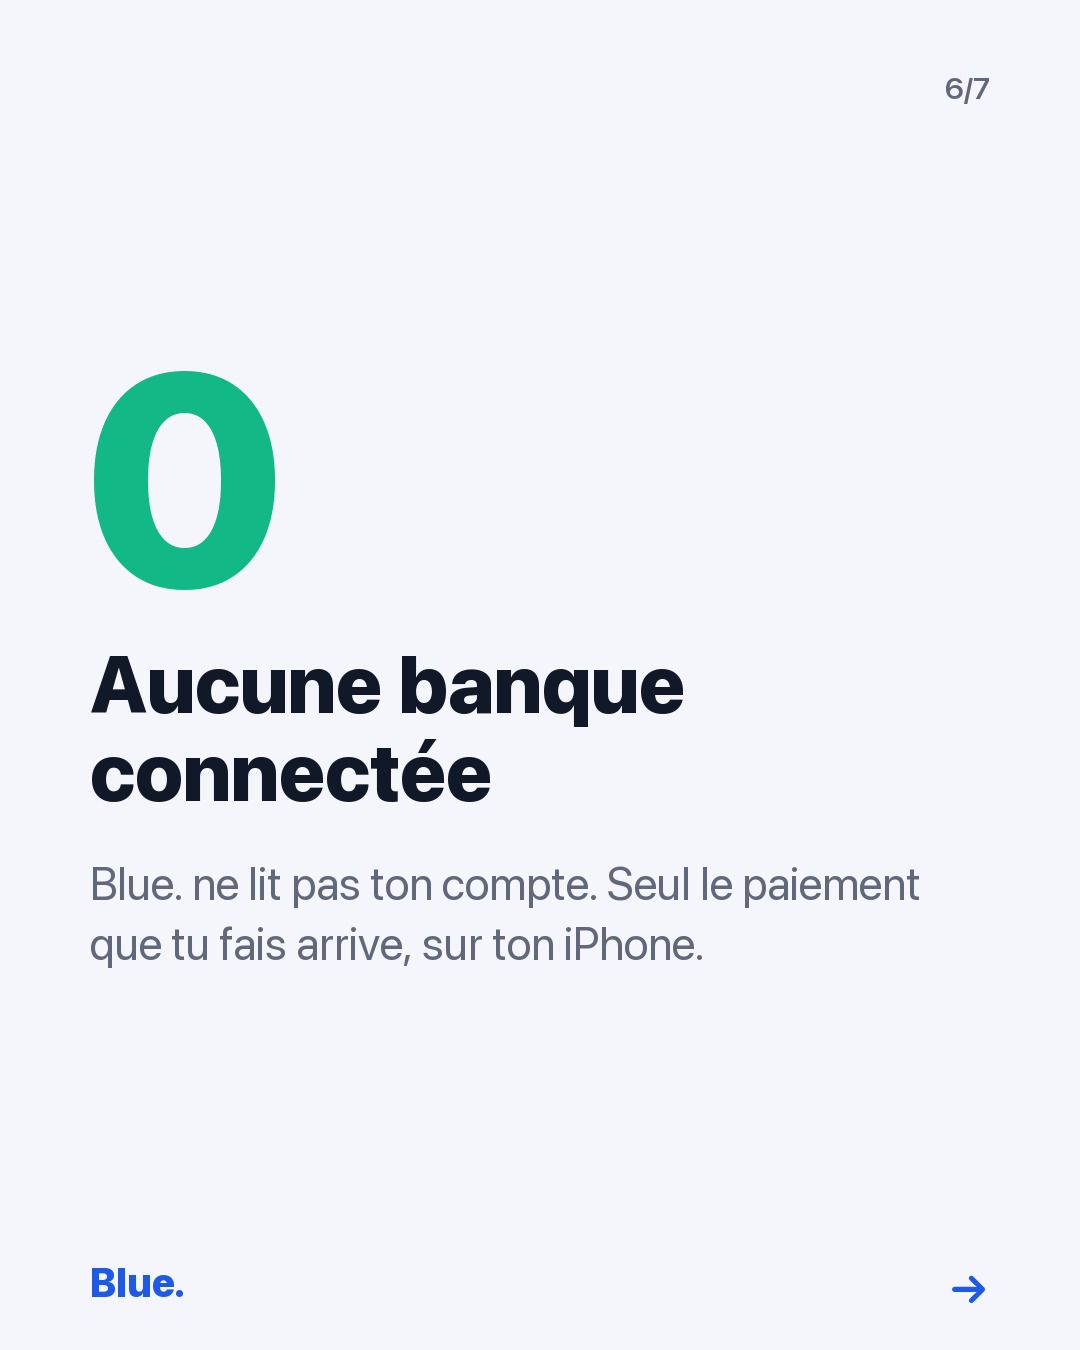 6/7
0
Aucune banque
connectée
Blue. ne lit pas ton compte. Seul le paiement
que tu fais arrive, sur ton iPhone.
Blue.
→